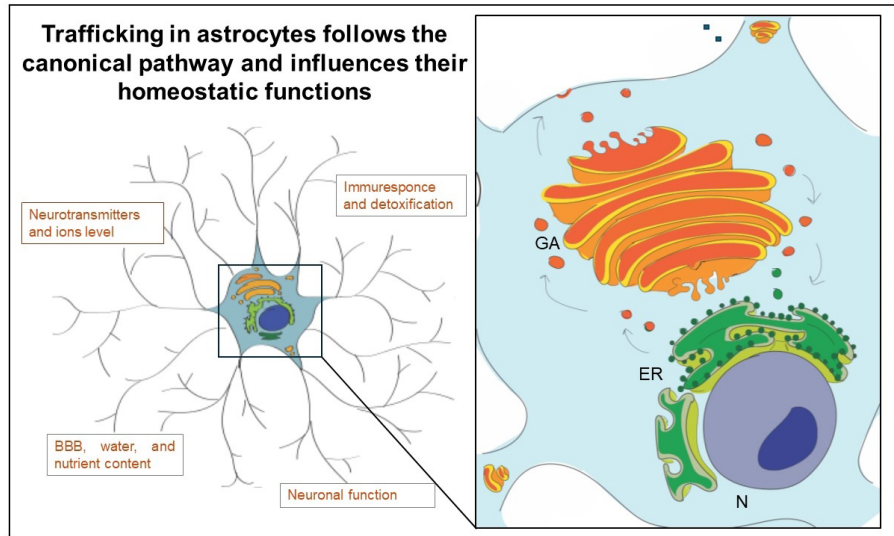 Trafficking in astrocytes follows the
canonical pathway and influences their
homeostatic functions
Immuresponce
and detoxification
Neurotransmitters
and ions level
BBB, water, and
nutrient content
Neuronal function
GA
ER
N